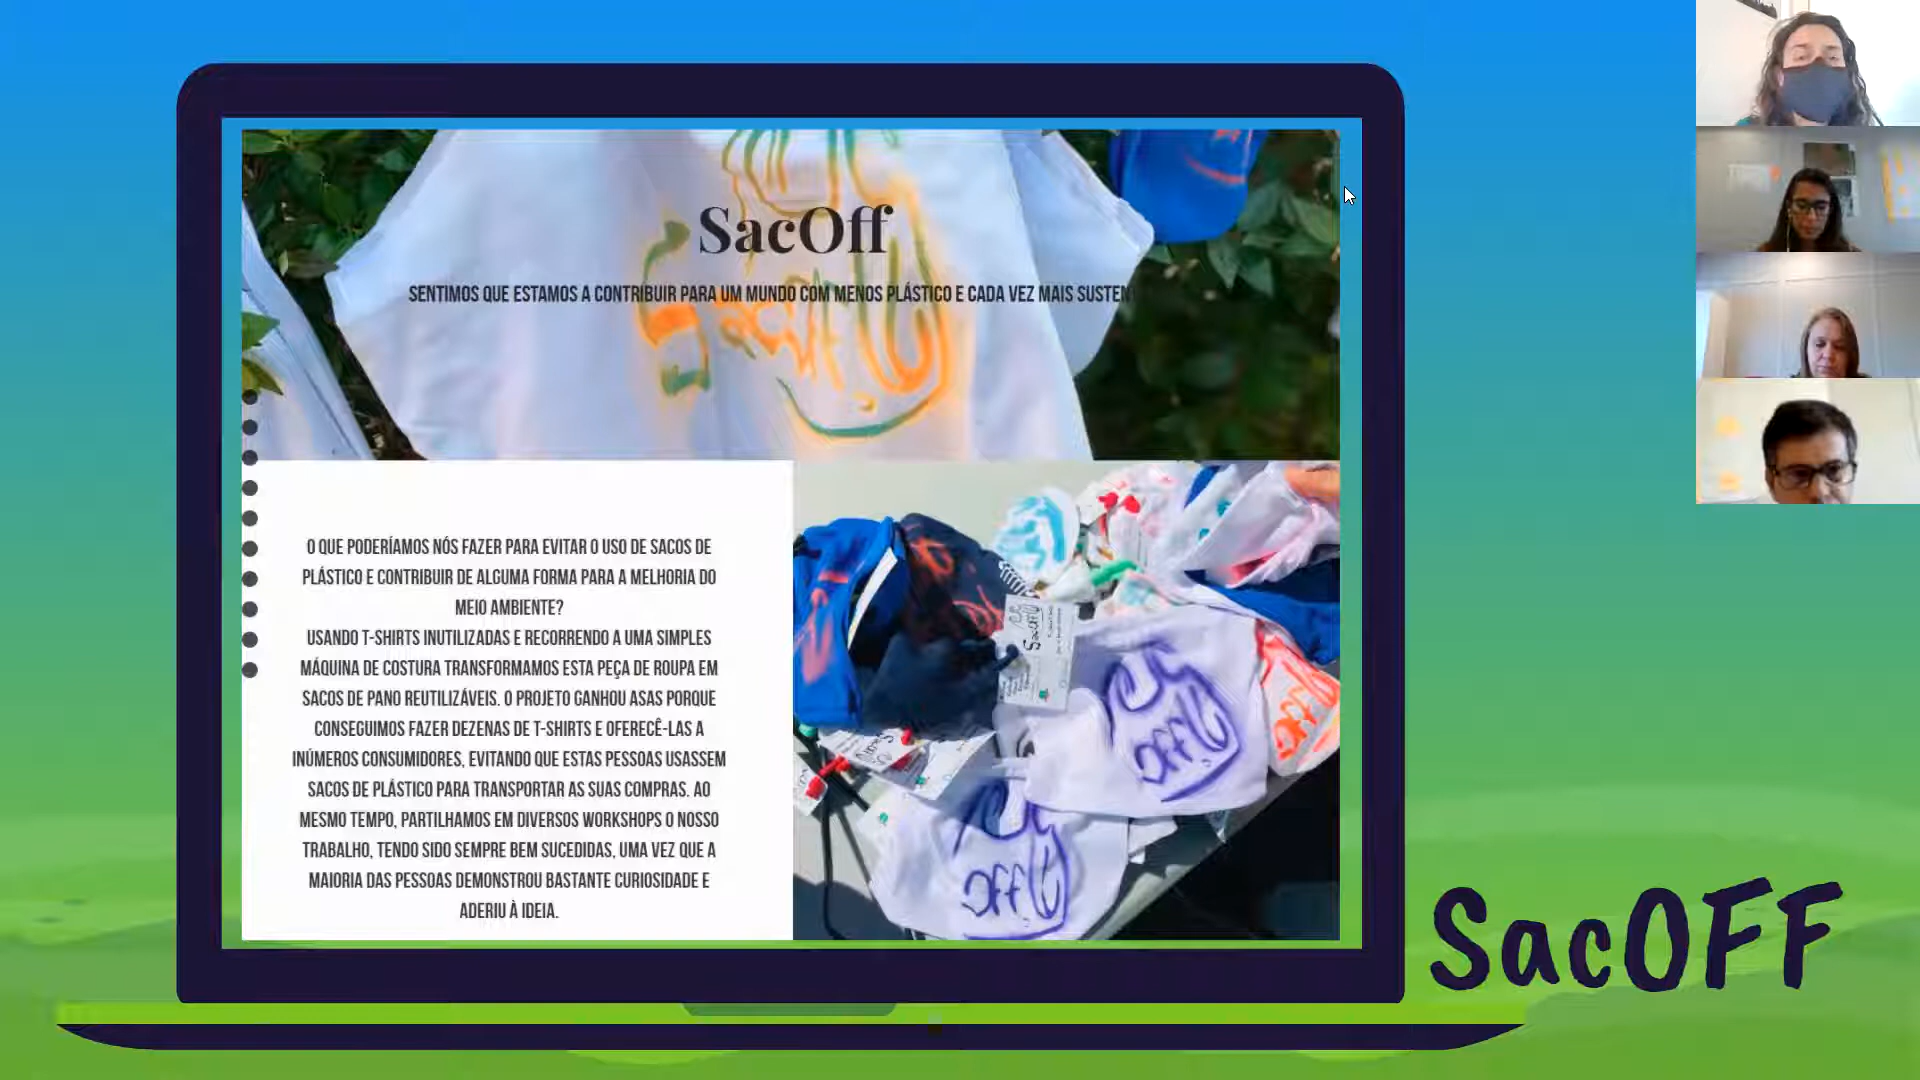 SacOff
SENTIMOS QUE ESTAMOS A CONTRIBUIR PARA UM MUNDO COM MENOS PLÁSTICO E CADA VEZ MAIS SUSTEN
O QUE PODERÍAMOS NÓS FAZER PARA EVITAR O USO DE SACOS DE
PLÁSTICO E CONTRIBUIR DE ALGUMA FORMA PARA A MELHORIA DO
MEIO AMBIENTE?
USANDO T-SHIRTS INUTILIZADAS E RECORRENDO A UMA SIMPLES
MÁQUINA DE COSTURA TRANSFORMAMOS ESTA PEÇA DE ROUPA EM
SACOS DE PANO REUTILIZÁVEIS. O PROJETO GANHOU ASAS PORQUE
CONSEGUIMOS FAZER DEZENAS DE T-SHIRTS E OFERECÊ-LAS A
INÚMEROS CONSUMIDORES, EVITANDO QUE ESTAS PESSOAS USASSEM
SACOS DE PLÁSTICO PARA TRANSPORTAR AS SUAS COMPRAS. AO
MESMO TEMPO, PARTILHAMOS EM DIVERSOS WORKSHOPS O NOSSO
TRABALHO, TENDO SIDO SEMPRE BEM SUCEDIDAS, UMA VEZ QUE A
MAIORIA DAS PESSOAS DEMONSTROU BASTANTE CURIOSIDADE E
ADERIU À IDEIA.
SacOff
off
off
SacOFF